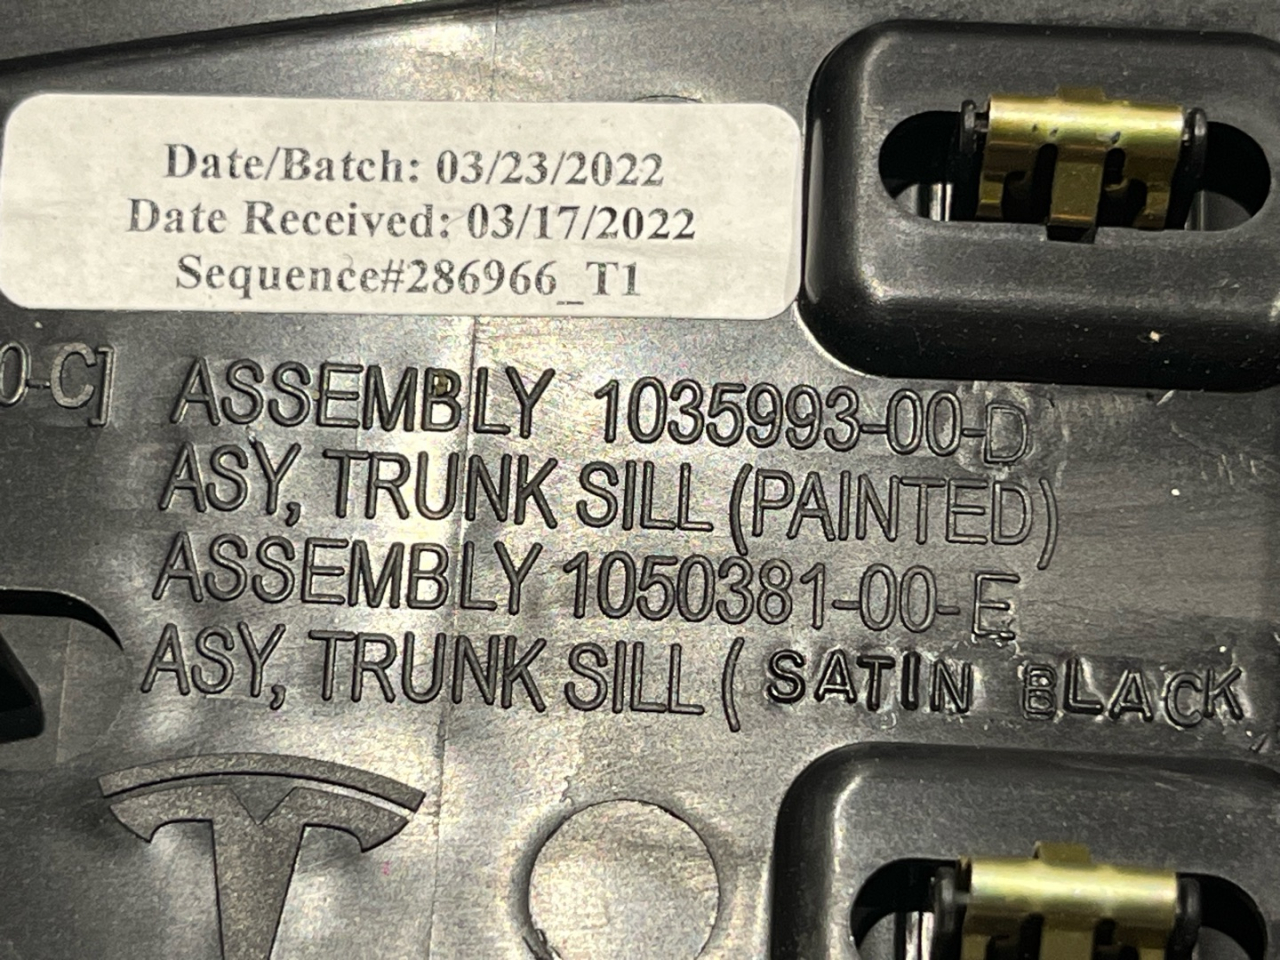 Date/Batch: 03/23/2022
Date Received: 03/17/2022
Sequence#286966_T1
0-C] ASSEMBLY 1035993-00-D
ASY, TRUNK SILL (PAINTED)
ASSEMBLY 1050381-00-E
ASY, TRUNK SILL ( SATIN BLACK